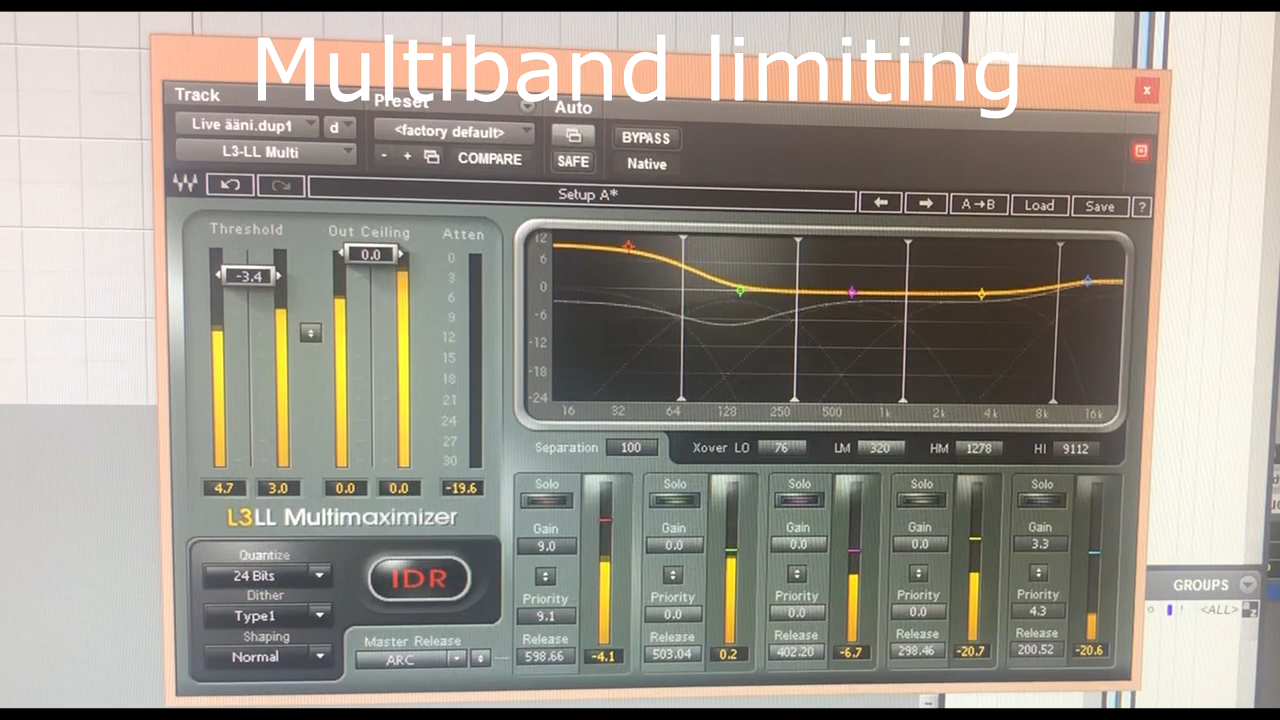 Multiband limiting
Track
Preset
Auto
Live ääni.dup1
d
<factory default>
BYPASS
L3-LL Multi
- +
COMPARE
SAFE
Native
Setup A*
A→B
Load
Save
?
x
Threshold
Out Ceiling
Atten
-3.4
0.0
0
3
6
9
12
15
18
21
24
27
30
4.7
3.0
0.0
0.0
-19.6
L3LL Multimaximizer
12
6
0
-6
-12
-18
-24
16 32 64 128 250 500 1k 2k 4k 8k 16k
Separation 100
Xover LO 76 LM 320 HM 1278 HI 9112
Solo Solo Solo Solo Solo
Gain Gain Gain Gain Gain
9.0 0.0 0.0 0.0 3.3
Priority Priority Priority Priority Priority
9.1 0.0 0.0 0.0 4.3
Release Release Release Release Release
598.66 -4.1 503.04 0.2 402.20 -6.7 298.46 -20.7 200.52 -20.6
Quantize
24 Bits
Dither
Type1
Shaping
Normal
IDR
Master Release
ARC
GROUPS
<ALL>